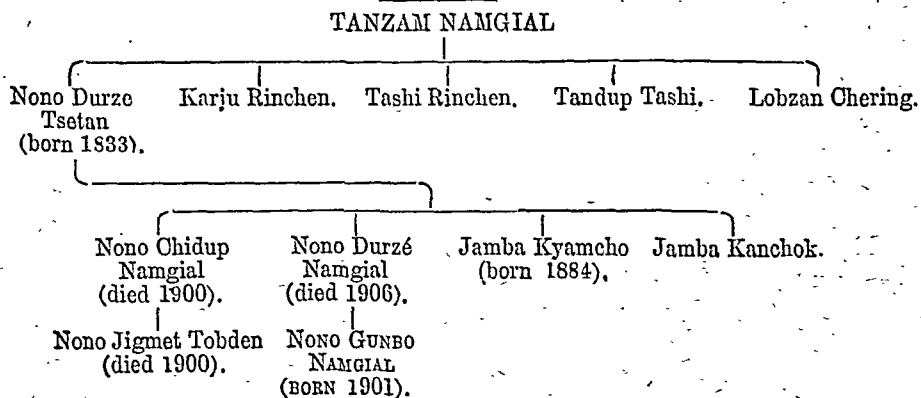 TANZAM NAMGIAL
Nono Durze Karju Rinchen. Tashi Rinchen. Tandup Tashi. Lobzan Chering.
Tsetan
(born 1833).
Nono Chidup Nono Durzé Jamba Kyamcho Jamba Kanchok.
Namgial Namgial (born 1884).
(died 1900). (died 1906).
Nono Jigmet Tobden NONO GUNBO
(died 1900). NAMGIAL
(BORN 1901).